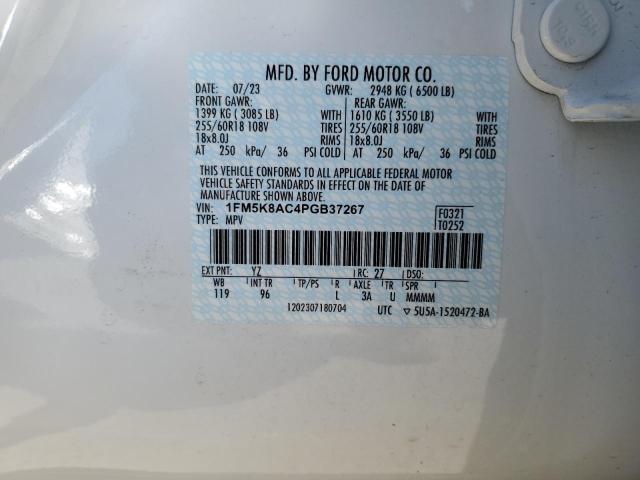 MFD. BY FORD MOTOR CO.
DATE: 07/23 GVWR: 2948 KG ( 6500 LB)
FRONT GAWR: REAR GAWR:
1399 KG ( 3085 LB) WITH 1610 KG ( 3550 LB) WITH
255/60R18 108V TIRES 255/60R18 108V TIRES
18x8.0J RIMS 18x8.0J RIMS
AT 250 kPa/ 36 PSI COLD AT 250 kPa/ 36 PSI COLD
THIS VEHICLE CONFORMS TO ALL APPLICABLE FEDERAL MOTOR
VEHICLE SAFETY STANDARDS IN EFFECT ON THE DATE OF
MANUFACTURE SHOWN ABOVE.
VIN: 1FM5K8AC4PGB37267 F0321
TYPE: MPV T0252
EXT PNT: YZ RC: 27 DSO:
WB INT TR TP/PS R AXLE TR SPR
119 96 L 3A U MMMM
1202307180704 UTC ▽ 5U5A-1520472-BA